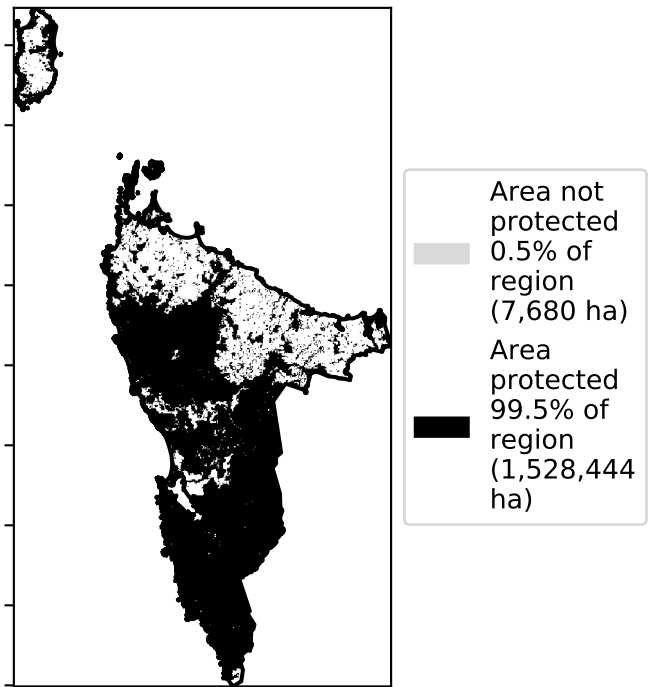 Area not
protected
0.5% of
region
(7,680 ha)
Area
protected
99.5% of
region
(1,528,444
ha)